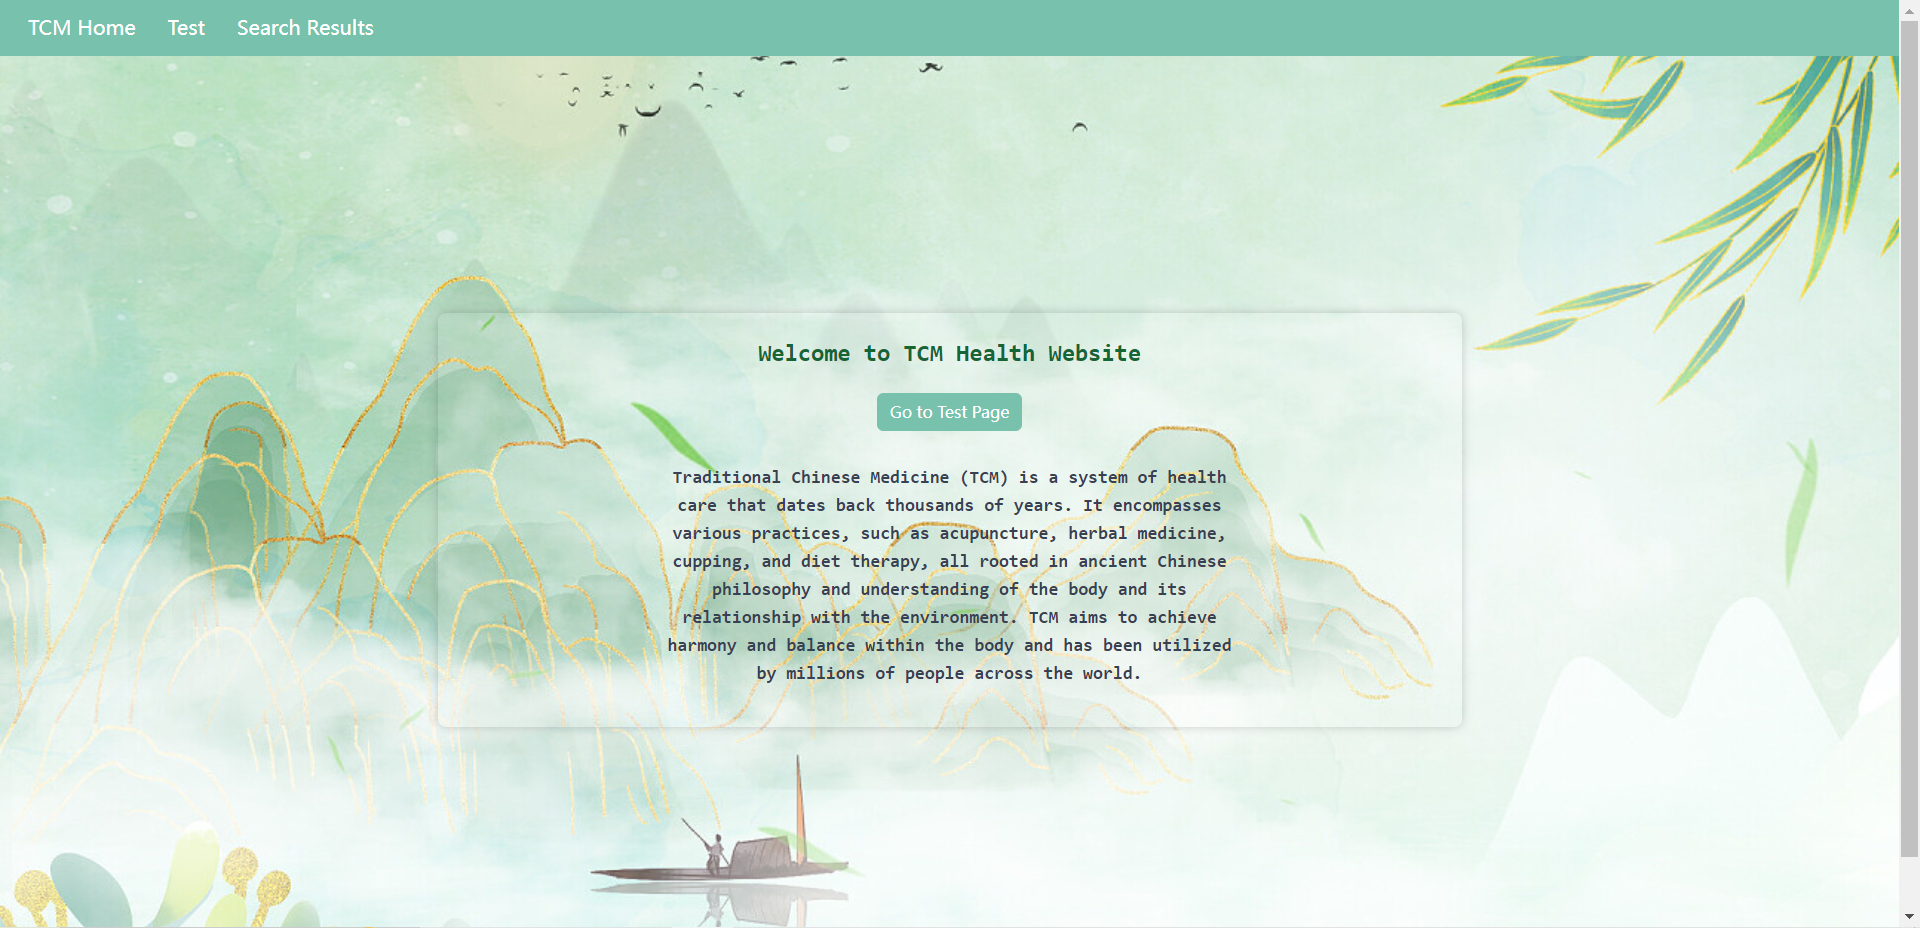 TCM Home Test Search Results
Welcome to TCM Health Website
Go to Test Page
Traditional Chinese Medicine (TCM) is a system of health
care that dates back thousands of years. It encompasses
various practices, such as acupuncture, herbal medicine,
cupping, and diet therapy, all rooted in ancient Chinese
philosophy and understanding of the body and its
relationship with the environment. TCM aims to achieve
harmony and balance within the body and has been utilized
by millions of people across the world.